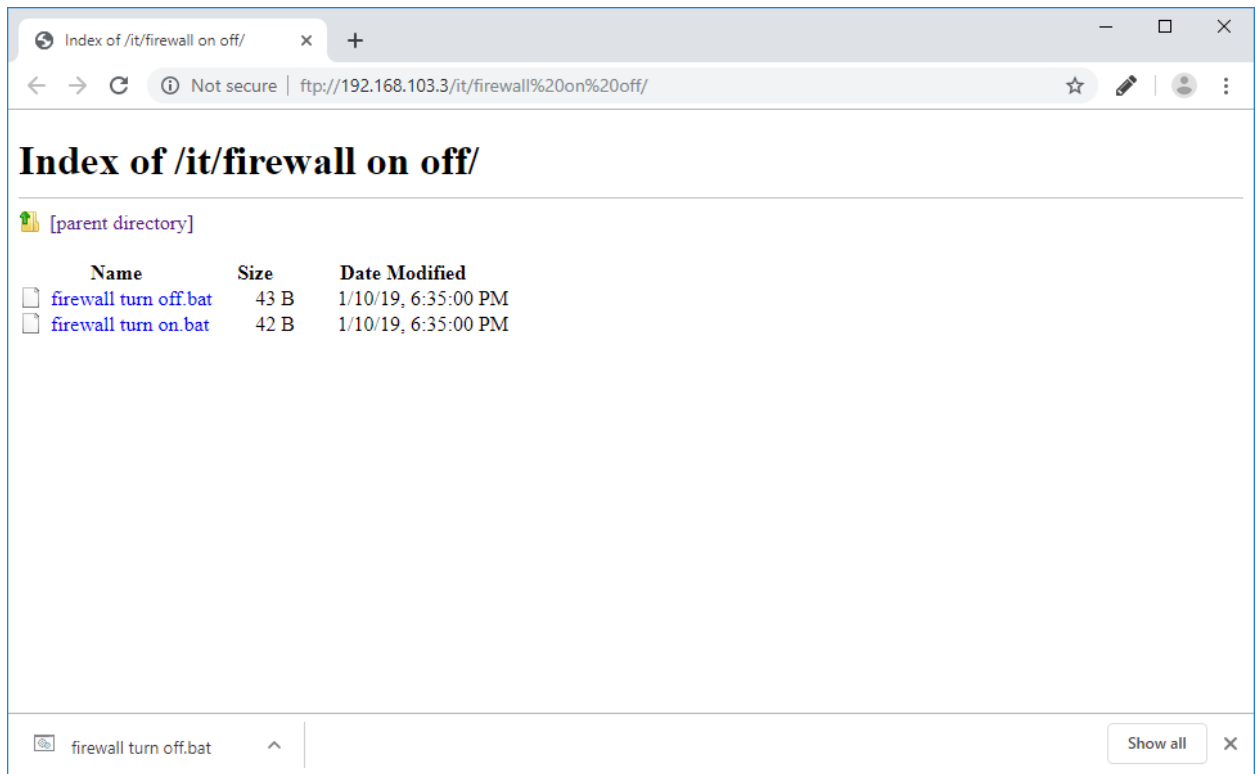 Index of /it/firewall on off/
Not secure | ftp://192.168.103.3/it/firewall%20on%20off/
Index of /it/firewall on off/
[parent directory]
Name Size Date Modified
firewall turn off.bat 43 B 1/10/19, 6:35:00 PM
firewall turn on.bat 42 B 1/10/19, 6:35:00 PM
firewall turn off.bat Show all